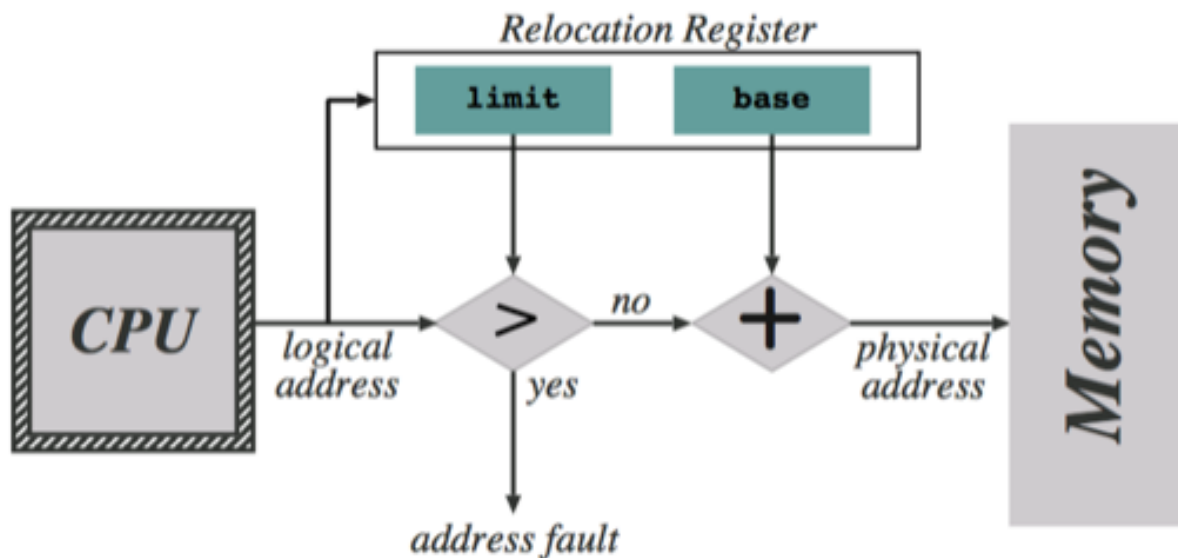 Relocation Register
limit
base
CPU
logical
address
>
no
+
physical
address
yes
Memory
address fault